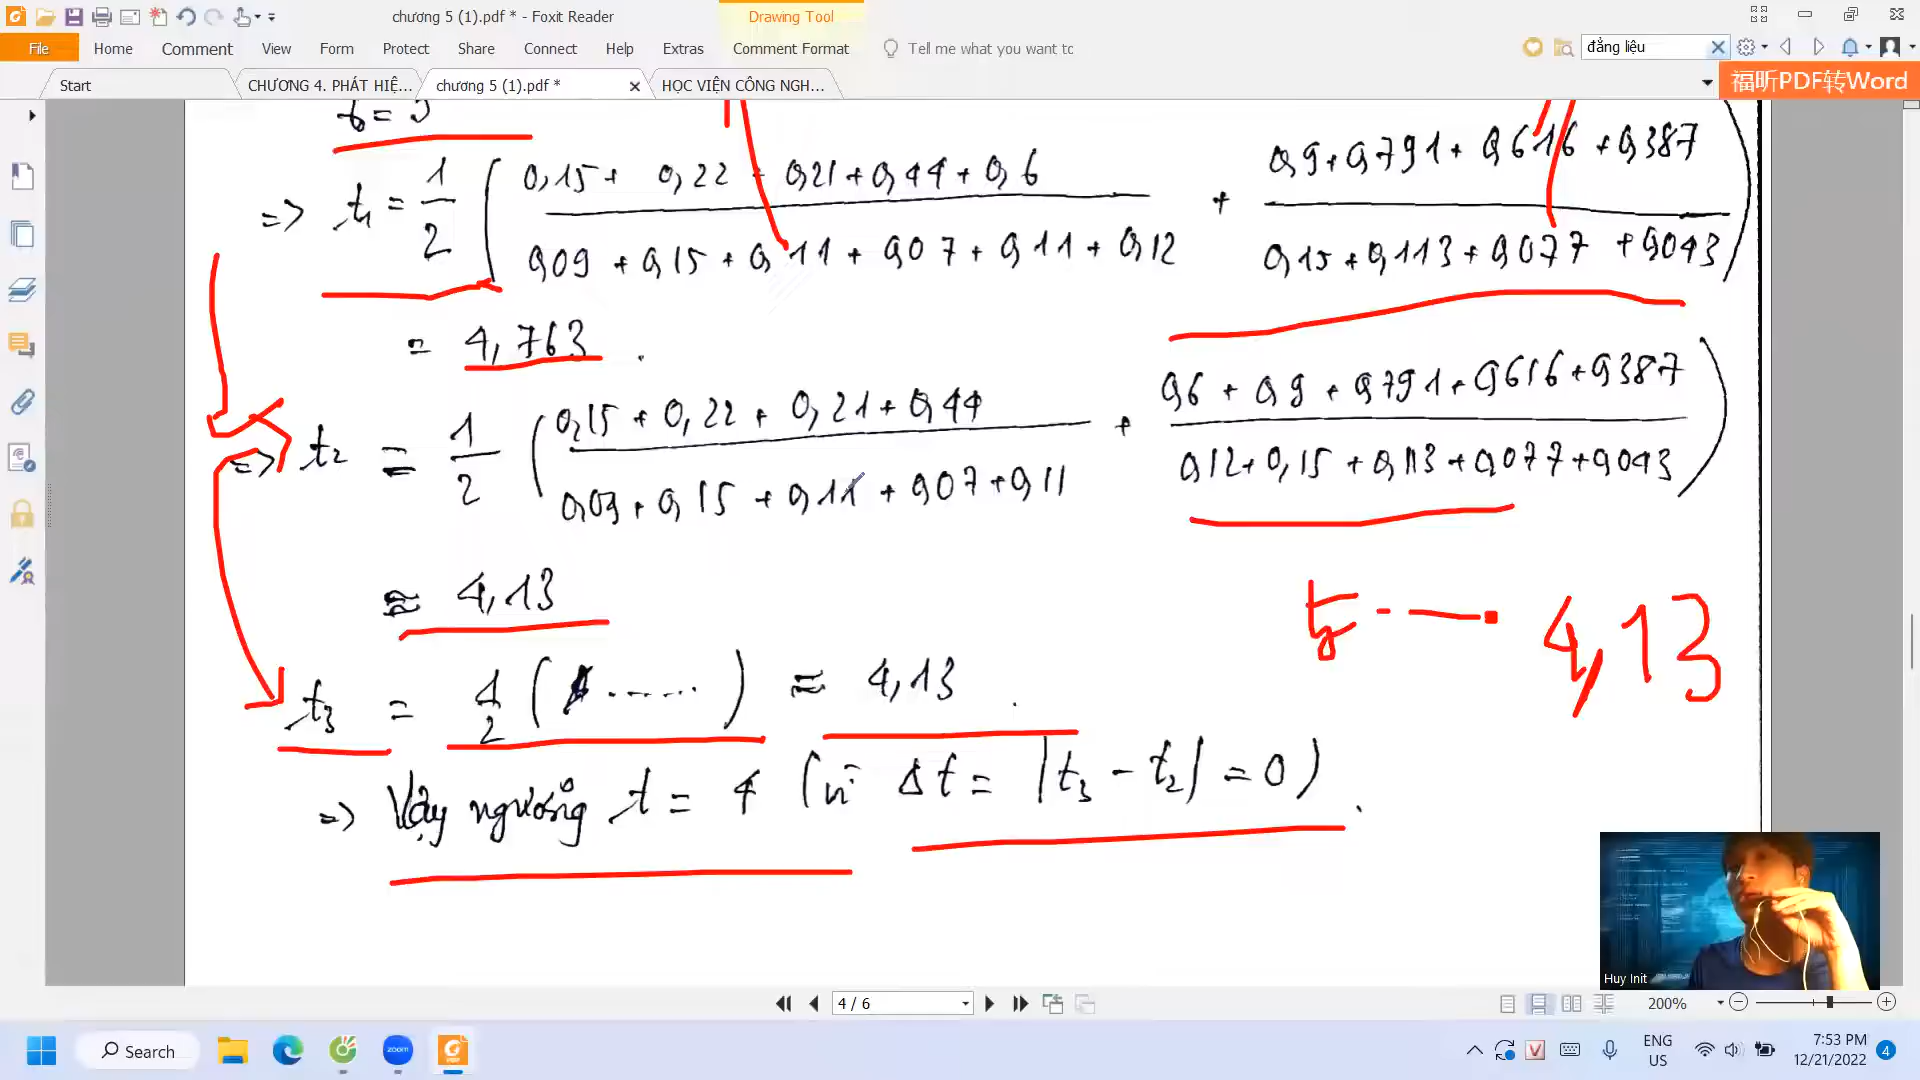 chương 5 (1).pdf * - Foxit Reader
Drawing Tool
File Home Comment View Form Protect Share Connect Help Extras Comment Format Tell me what you want to
đẳng liệu
Start CHƯƠNG 4. PHÁT HIỆ... chương 5 (1).pdf * HỌC VIỆN CÔNG NGH...
福昕PDF转Word
t₀ = 5
=> t₁ = 1/2 ( (0,15 + 0,22 + 0,21 + 0,44 + 0,6)/(0,09 + 0,15 + 0,11 + 0,07 + 0,11 + 0,12) + (0,9 + 0,791 + 0,616 + 0,387)/(0,15 + 0,113 + 0,077 + 0,043) )
= 4,763 .
=> t₂ = 1/2 ( (0,15 + 0,22 + 0,21 + 0,44)/(0,09 + 0,15 + 0,11 + 0,07 + 0,11) + (0,6 + 0,9 + 0,791 + 0,616 + 0,387)/(0,12 + 0,15 + 0,113 + 0,077 + 0,043) )
≈ 4,13
4,13
t₃ = 1/2 ( ...... ) ≈ 4,13 .
=> Vậy ngưỡng t = 4 (vì Δt = |t₃ - t₂| = 0) .
Huy Init
4 / 6
200%
Search
zoom
ENG
US
7:53 PM
12/21/2022
4